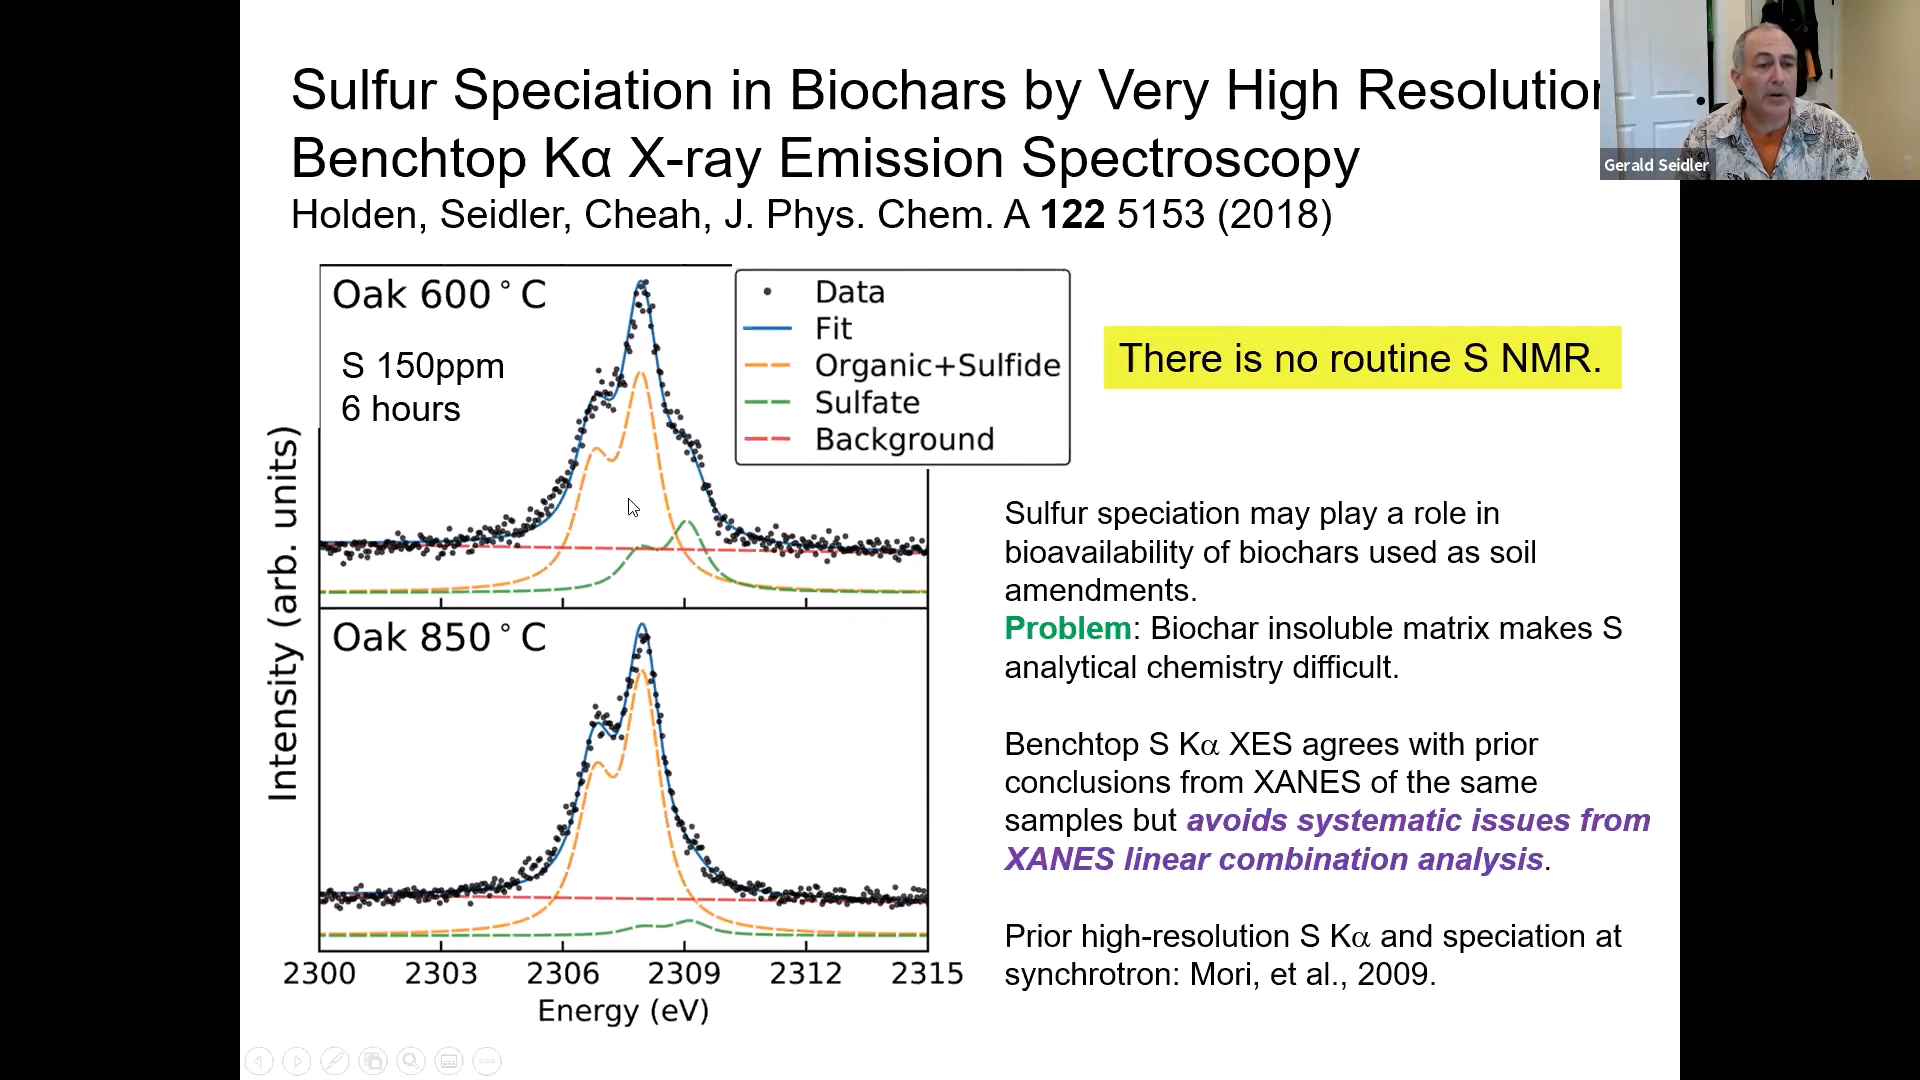 Sulfur Speciation in Biochars by Very High Resolution
Benchtop Kα X-ray Emission Spectroscopy
Holden, Seidler, Cheah, J. Phys. Chem. A 122 5153 (2018)
Gerald Seidler
Oak 600°C
S 150ppm
6 hours
Data
Fit
Organic+Sulfide
Sulfate
Background
There is no routine S NMR.
Intensity (arb. units)
Oak 850°C
2300 2303 2306 2309 2312 2315
Energy (eV)
Sulfur speciation may play a role in
bioavailability of biochars used as soil
amendments.
Problem: Biochar insoluble matrix makes S
analytical chemistry difficult.
Benchtop S Kα XES agrees with prior
conclusions from XANES of the same
samples but avoids systematic issues from
XANES linear combination analysis.
Prior high-resolution S Kα and speciation at
synchrotron: Mori, et al., 2009.